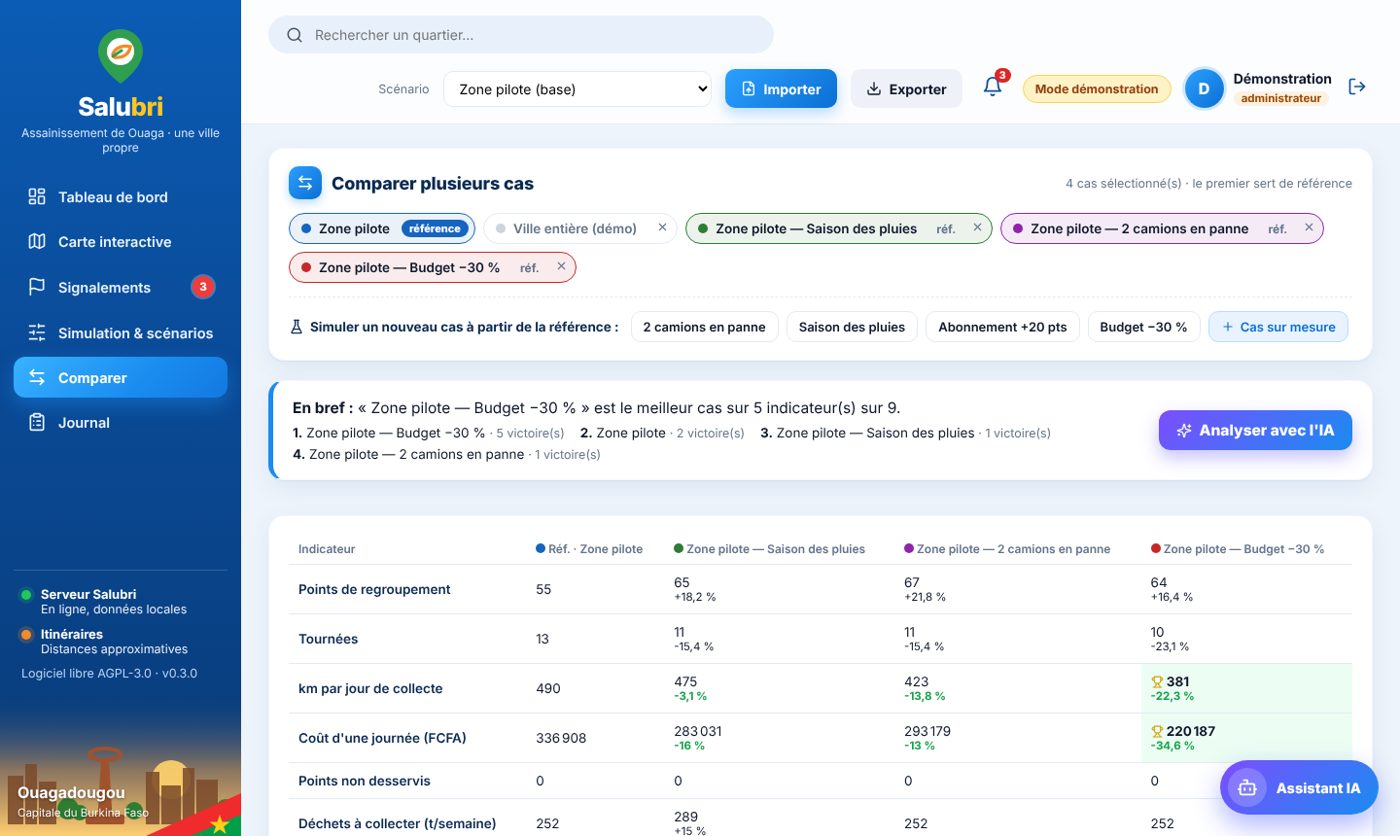 Salubri
Assainissement de Ouaga · une ville
propre
Tableau de bord
Carte interactive
Signalements 3
Simulation & scénarios
Comparer
Journal
Serveur Salubri
En ligne, données locales
Itinéraires
Distances approximatives
Logiciel libre AGPL-3.0 · v0.3.0
Ouagadougou
Capitale du Burkina Faso
Rechercher un quartier...
Scénario Zone pilote (base) Importer Exporter 3 Mode démonstration D Démonstration
administrateur
Comparer plusieurs cas 4 cas sélectionné(s) · le premier sert de référence
Zone pilote référence Ville entière (démo) × Zone pilote — Saison des pluies réf. × Zone pilote — 2 camions en panne réf. ×
Zone pilote — Budget −30 % réf. ×
Simuler un nouveau cas à partir de la référence : 2 camions en panne Saison des pluies Abonnement +20 pts Budget −30 % + Cas sur mesure
En bref : « Zone pilote — Budget −30 % » est le meilleur cas sur 5 indicateur(s) sur 9.
1. Zone pilote — Budget −30 % · 5 victoire(s) 2. Zone pilote · 2 victoire(s) 3. Zone pilote — Saison des pluies · 1 victoire(s)
4. Zone pilote — 2 camions en panne · 1 victoire(s)
Analyser avec l'IA
Indicateur Réf. · Zone pilote Zone pilote — Saison des pluies Zone pilote — 2 camions en panne Zone pilote — Budget −30 %
Points de regroupement 55 65 67 64
+18,2 % +21,8 % +16,4 %
Tournées 13 11 11 10
-15,4 % -15,4 % -23,1 %
km par jour de collecte 490 475 423 381
-3,1 % -13,8 % -22,3 %
Coût d'une journée (FCFA) 336 908 283 031 293 179 220 187
-16 % -13 % -34,6 %
Points non desservis 0 0 0 0
Assistant IA
Déchets à collecter (t/semaine) 252 289 252 252
+15 %